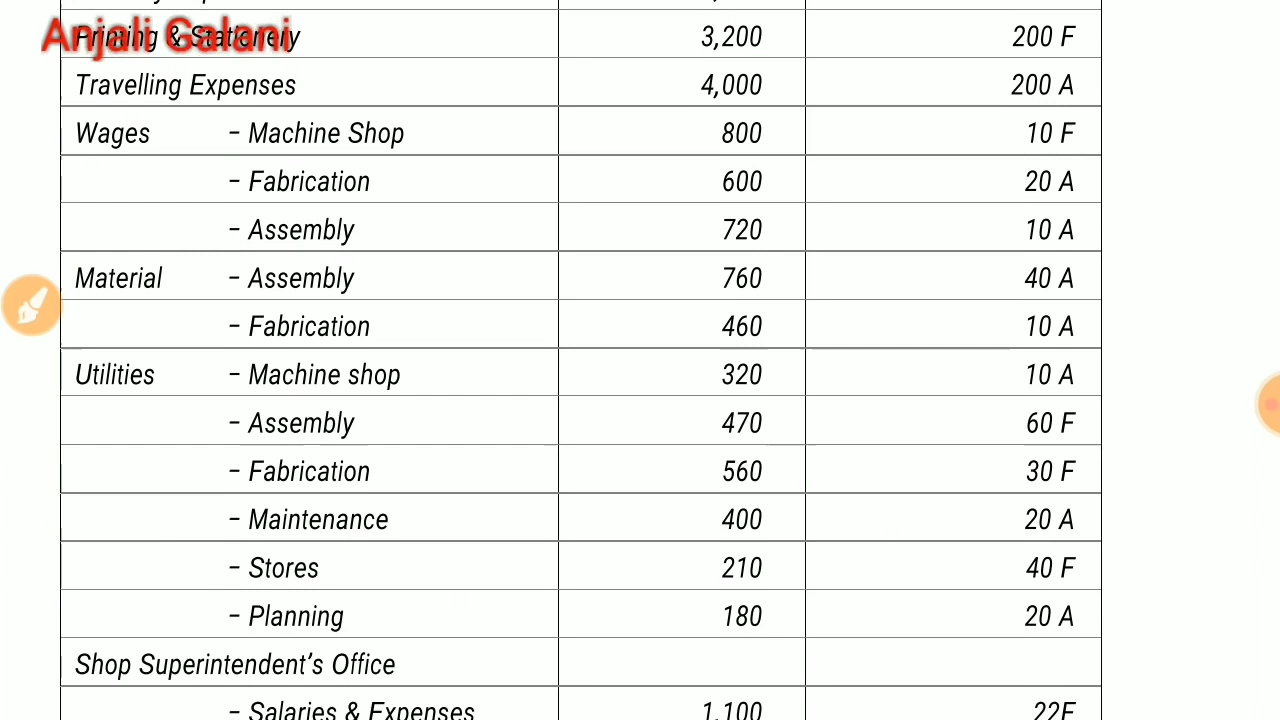 Anjali Galani
Printing & Stationery 3,200 200 F
Travelling Expenses 4,000 200 A
Wages – Machine Shop 800 10 F
– Fabrication 600 20 A
– Assembly 720 10 A
Material – Assembly 760 40 A
– Fabrication 460 10 A
Utilities – Machine shop 320 10 A
– Assembly 470 60 F
– Fabrication 560 30 F
– Maintenance 400 20 A
– Stores 210 40 F
– Planning 180 20 A
Shop Superintendent’s Office
– Salaries & Expenses 1,100 22F